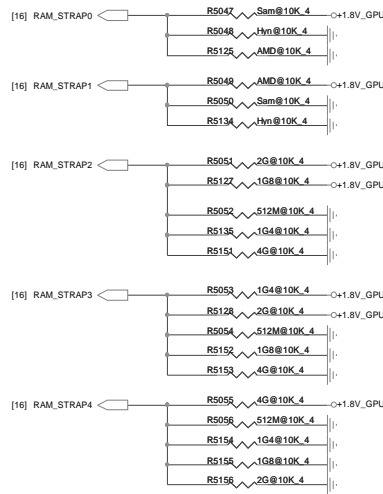 R5047 Sam@10K_4
[16] RAM_STRAP0 +1.8V_GPU
R5048 Hyn@10K_4
R5125 AMD@10K_4
R5049 AMD@10K_4
[16] RAM_STRAP1 +1.8V_GPU
R5050 Sam@10K_4
R5134 Hyn@10K_4
R5051 2G@10K_4
[16] RAM_STRAP2 +1.8V_GPU
R5127 1G8@10K_4
+1.8V_GPU
R5052 512M@10K_4
R5135 1G4@10K_4
R5151 4G@10K_4
R5053 1G4@10K_4
[16] RAM_STRAP3 +1.8V_GPU
R5128 2G@10K_4
+1.8V_GPU
R5054 512M@10K_4
R5152 1G8@10K_4
R5153 4G@10K_4
R5055 4G@10K_4
[16] RAM_STRAP4 +1.8V_GPU
R5056 512M@10K_4
R5154 1G4@10K_4
R5155 1G8@10K_4
R5156 2G@10K_4